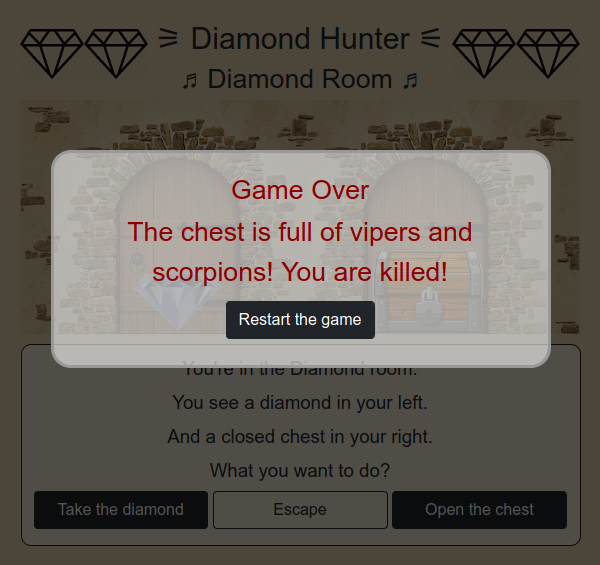 ⚞ Diamond Hunter ⚟
♬ Diamond Room ♬
Game Over
The chest is full of vipers and
scorpions! You are killed!
Restart the game
You're in the Diamond room.
You see a diamond in your left.
And a closed chest in your right.
What you want to do?
Take the diamond
Escape
Open the chest